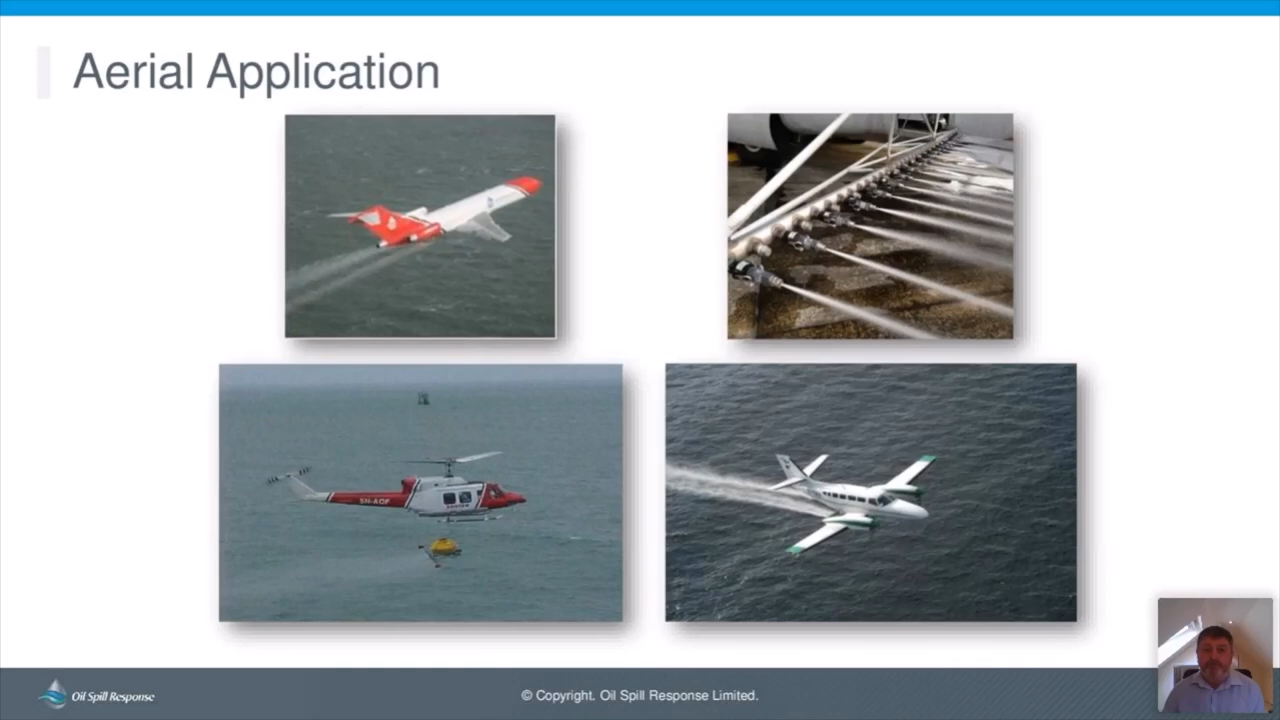 Aerial Application
5N-AOF
Oil Spill Response
© Copyright. Oil Spill Response Limited.